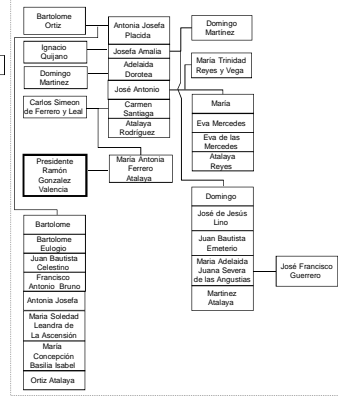 Bartolome
Ortiz
Antonia Josefa
Placida
Domingo
Martínez
Ignacio
Quijano
Josefa Amalia
María Trinidad
Reyes y Vega
Domingo
Martinez
Adelaida
Dorotea
José Antonio
Carlos Simeon
de Ferrero y Leal
Carmen
Santiaga
Atalaya
Rodríguez
María
Eva Mercedes
Eva de las
Mercedes
Atalaya
Reyes
Presidente
Ramón
Gonzalez
Valencia
Maria Antonia
Ferrero
Atalaya
Domingo
José de Jesús
Lino
Juan Bautista
Emeterio
Maria Adelaida
Juana Severa
de las Angustias
Martinez
Atalaya
José Francisco
Guerrero
Bartolome
Bartolome
Eulogio
Juan Bautista
Celestino
Francisco
Antonio Bruno
Antonia Josefa
Maria Soledad
Leandra de
La Ascensión
María
Concepción
Basilia Isabel
Ortiz Atalaya